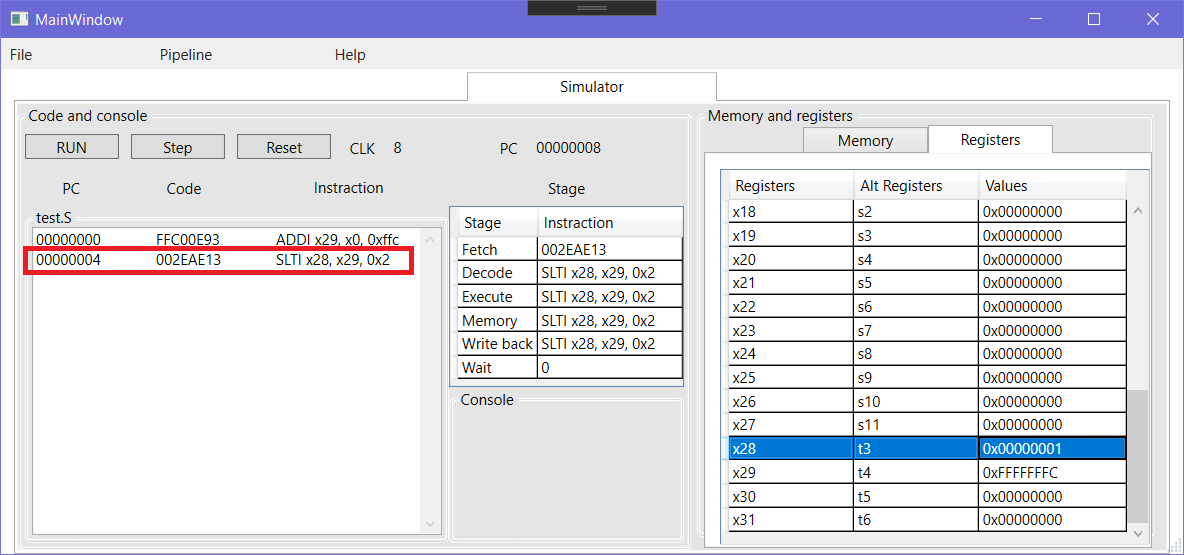 MainWindow
File Pipeline Help
Simulator
Code and console
RUN Step Reset CLK 8 PC 00000008
PC Code Instraction Stage
test.S
00000000 FFC00E93 ADDI x29, x0, 0xffc
00000004 002EAE13 SLTI x28, x29, 0x2
Stage Instraction
Fetch 002EAE13
Decode SLTI x28, x29, 0x2
Execute SLTI x28, x29, 0x2
Memory SLTI x28, x29, 0x2
Write back SLTI x28, x29, 0x2
Wait 0
Console
Memory and registers
Memory Registers
Registers Alt Registers Values
x18 s2 0x00000000
x19 s3 0x00000000
x20 s4 0x00000000
x21 s5 0x00000000
x22 s6 0x00000000
x23 s7 0x00000000
x24 s8 0x00000000
x25 s9 0x00000000
x26 s10 0x00000000
x27 s11 0x00000000
x28 t3 0x00000001
x29 t4 0xFFFFFFFC
x30 t5 0x00000000
x31 t6 0x00000000